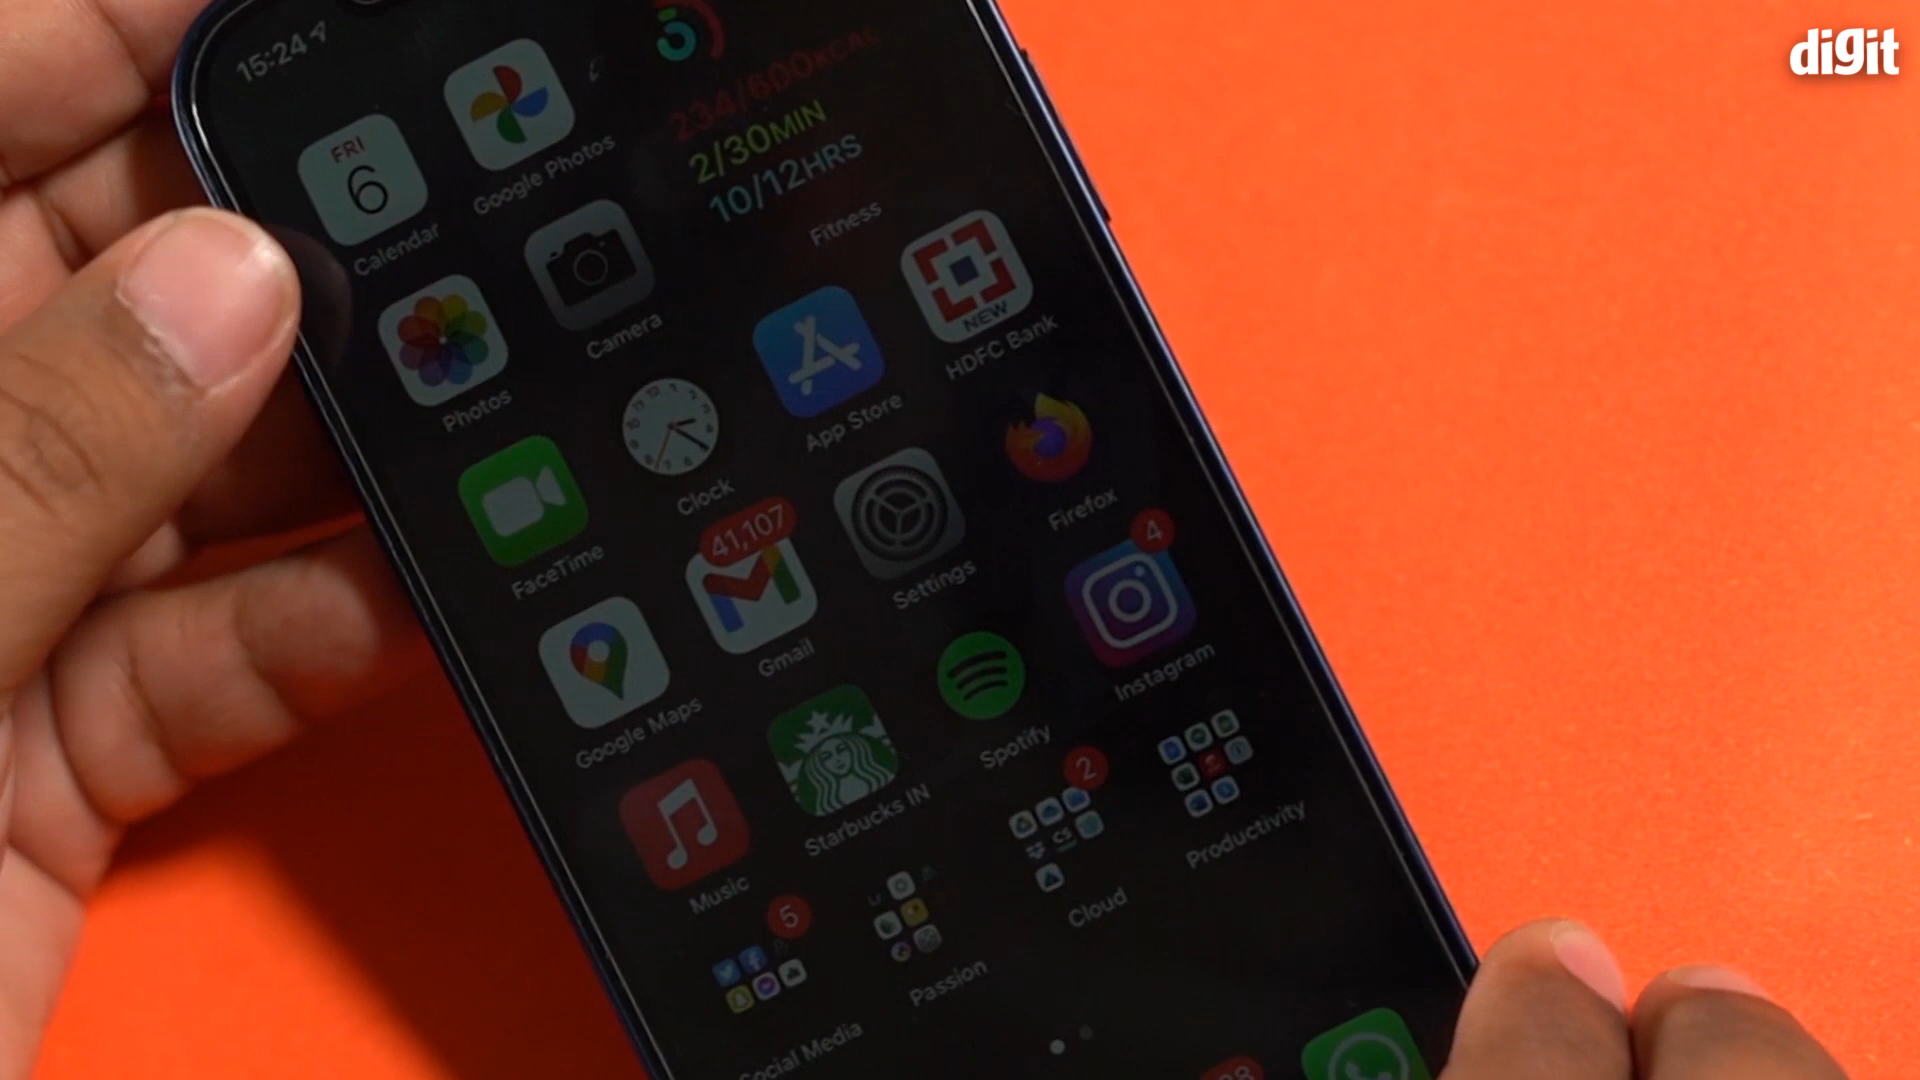 digit
15:24
234/600KCAL
2/30MIN
10/12HRS
Fitness
FRI
6
Calendar
Google Photos
Photos
Camera
NEW
HDFC Bank
App Store
FaceTime
Clock
41,107
Gmail
Settings
Firefox
4
Instagram
Google Maps
Spotify
Starbucks IN
Music
2
Cloud
Productivity
5
Passion
Social Media